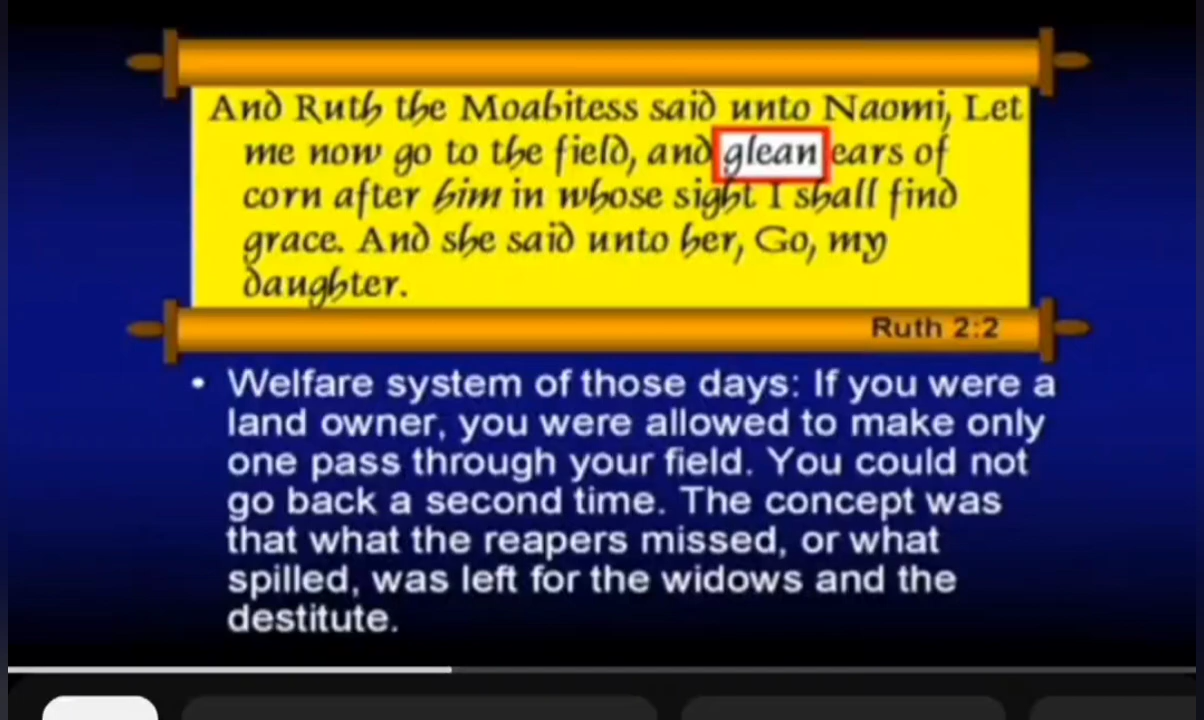 And Ruth the Moabitess said unto Naomi, Let
me now go to the field, and glean ears of
corn after him in whose sight I shall find
grace. And she said unto her, Go, my
daughter.
Ruth 2:2
• Welfare system of those days: If you were a
land owner, you were allowed to make only
one pass through your field. You could not
go back a second time. The concept was
that what the reapers missed, or what
spilled, was left for the widows and the
destitute.